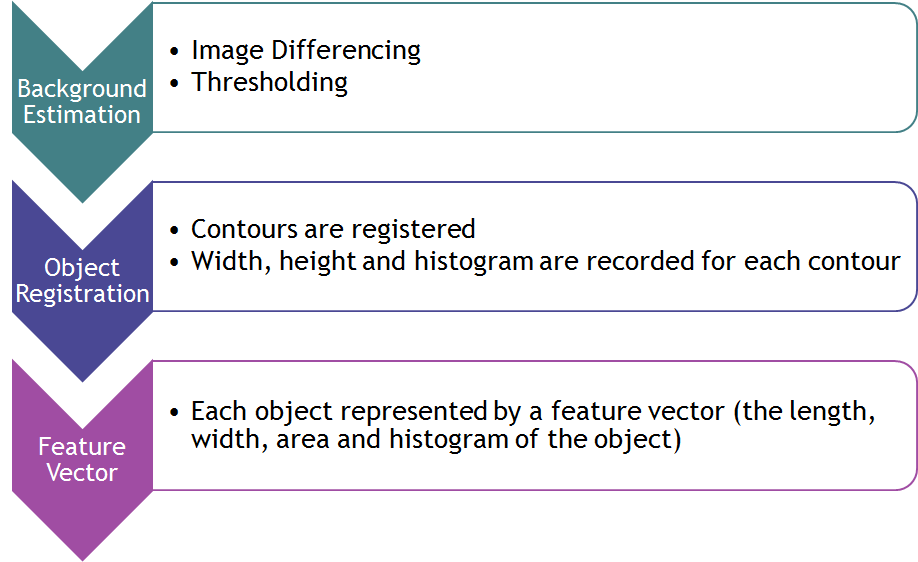 Background
Estimation
• Image Differencing
• Thresholding
Object
Registration
• Contours are registered
• Width, height and histogram are recorded for each contour
Feature
Vector
• Each object represented by a feature vector (the length,
width, area and histogram of the object)